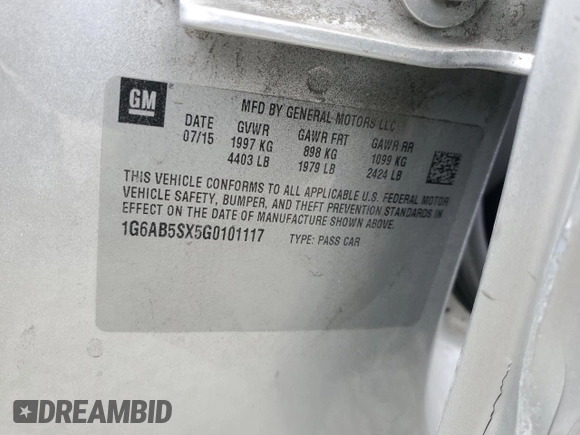 GM
MFD BY GENERAL MOTORS LLC
DATE GVWR GAWR FRT GAWR RR
07/15 1997 KG 898 KG 1099 KG
4403 LB 1979 LB 2424 LB
THIS VEHICLE CONFORMS TO ALL APPLICABLE U.S. FEDERAL MOTOR
VEHICLE SAFETY, BUMPER, AND THEFT PREVENTION STANDARDS IN
EFFECT ON THE DATE OF MANUFACTURE SHOWN ABOVE.
1G6AB5SX5G0101117 TYPE: PASS CAR
DREAMBID